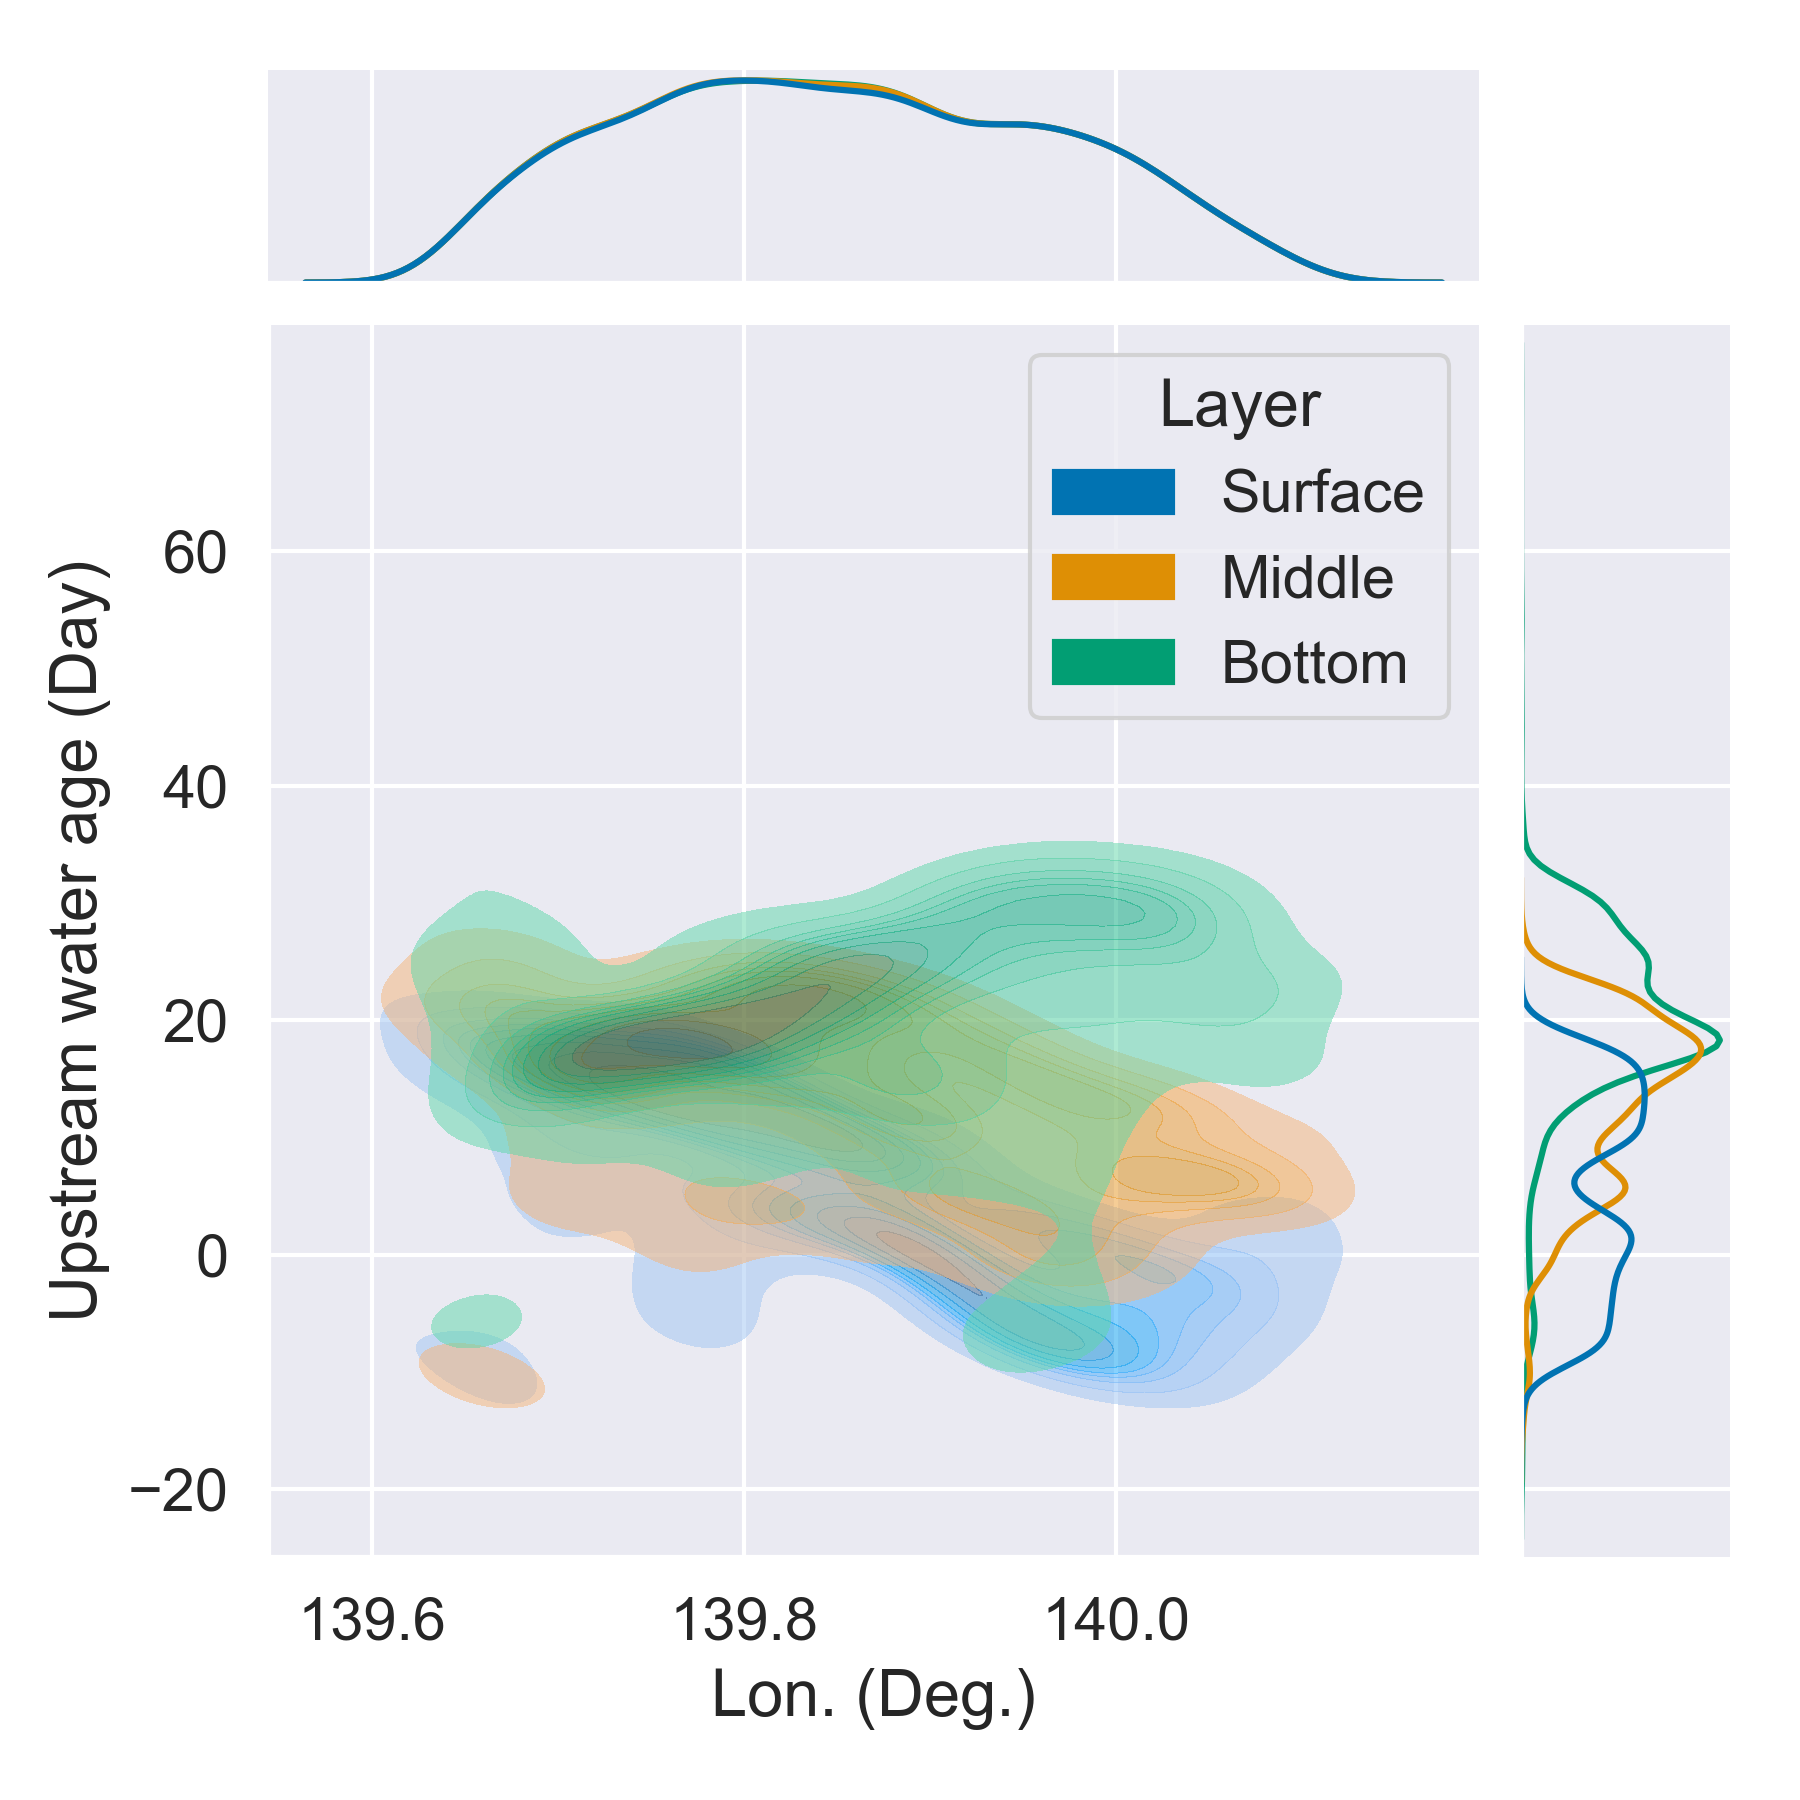 Layer
Surface
Middle
Bottom
Upstream water age (Day)
60
40
20
0
−20
139.6
139.8
140.0
Lon. (Deg.)